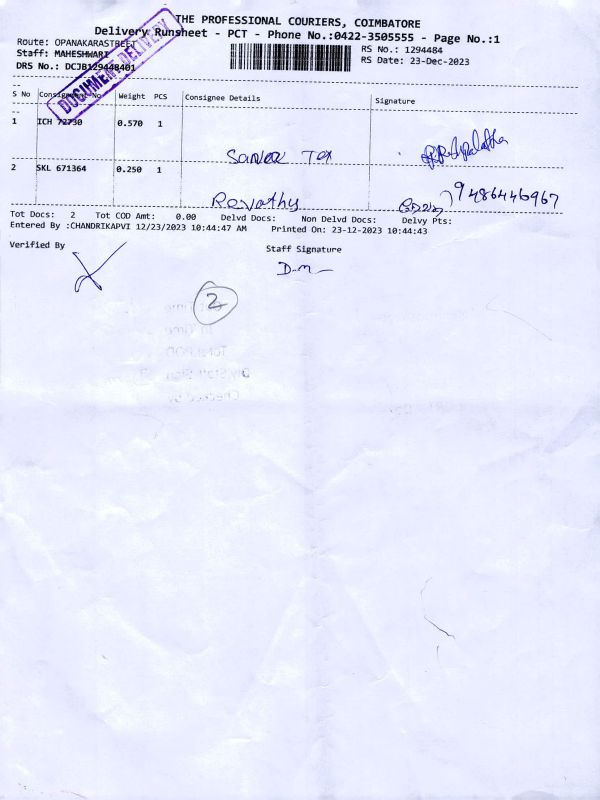 THE PROFESSIONAL COURIERS, COIMBATORE
Delivery Runsheet - PCT - Phone No.:0422-3505555 - Page No.:1
Route: OPANAKARASTREET
RS No.: 1294484
Staff: MAHESHWARI
RS Date: 23-Dec-2023
DRS No.: DCJB129448401
DOCUMENT DELIVERY
S No Consignment No Weight PCS Consignee Details Signature
1 ICH 72730 0.570 1
2 SKL 671364 0.250 1
Revathy 9486446967
Tot Docs: 2 Tot COD Amt: 0.00 Delvd Docs: Non Delvd Docs: Delvy Pts:
Entered By :CHANDRIKAPVI 12/23/2023 10:44:47 AM Printed On: 23-12-2023 10:44:43
Verified By Staff Signature
D-m-
2